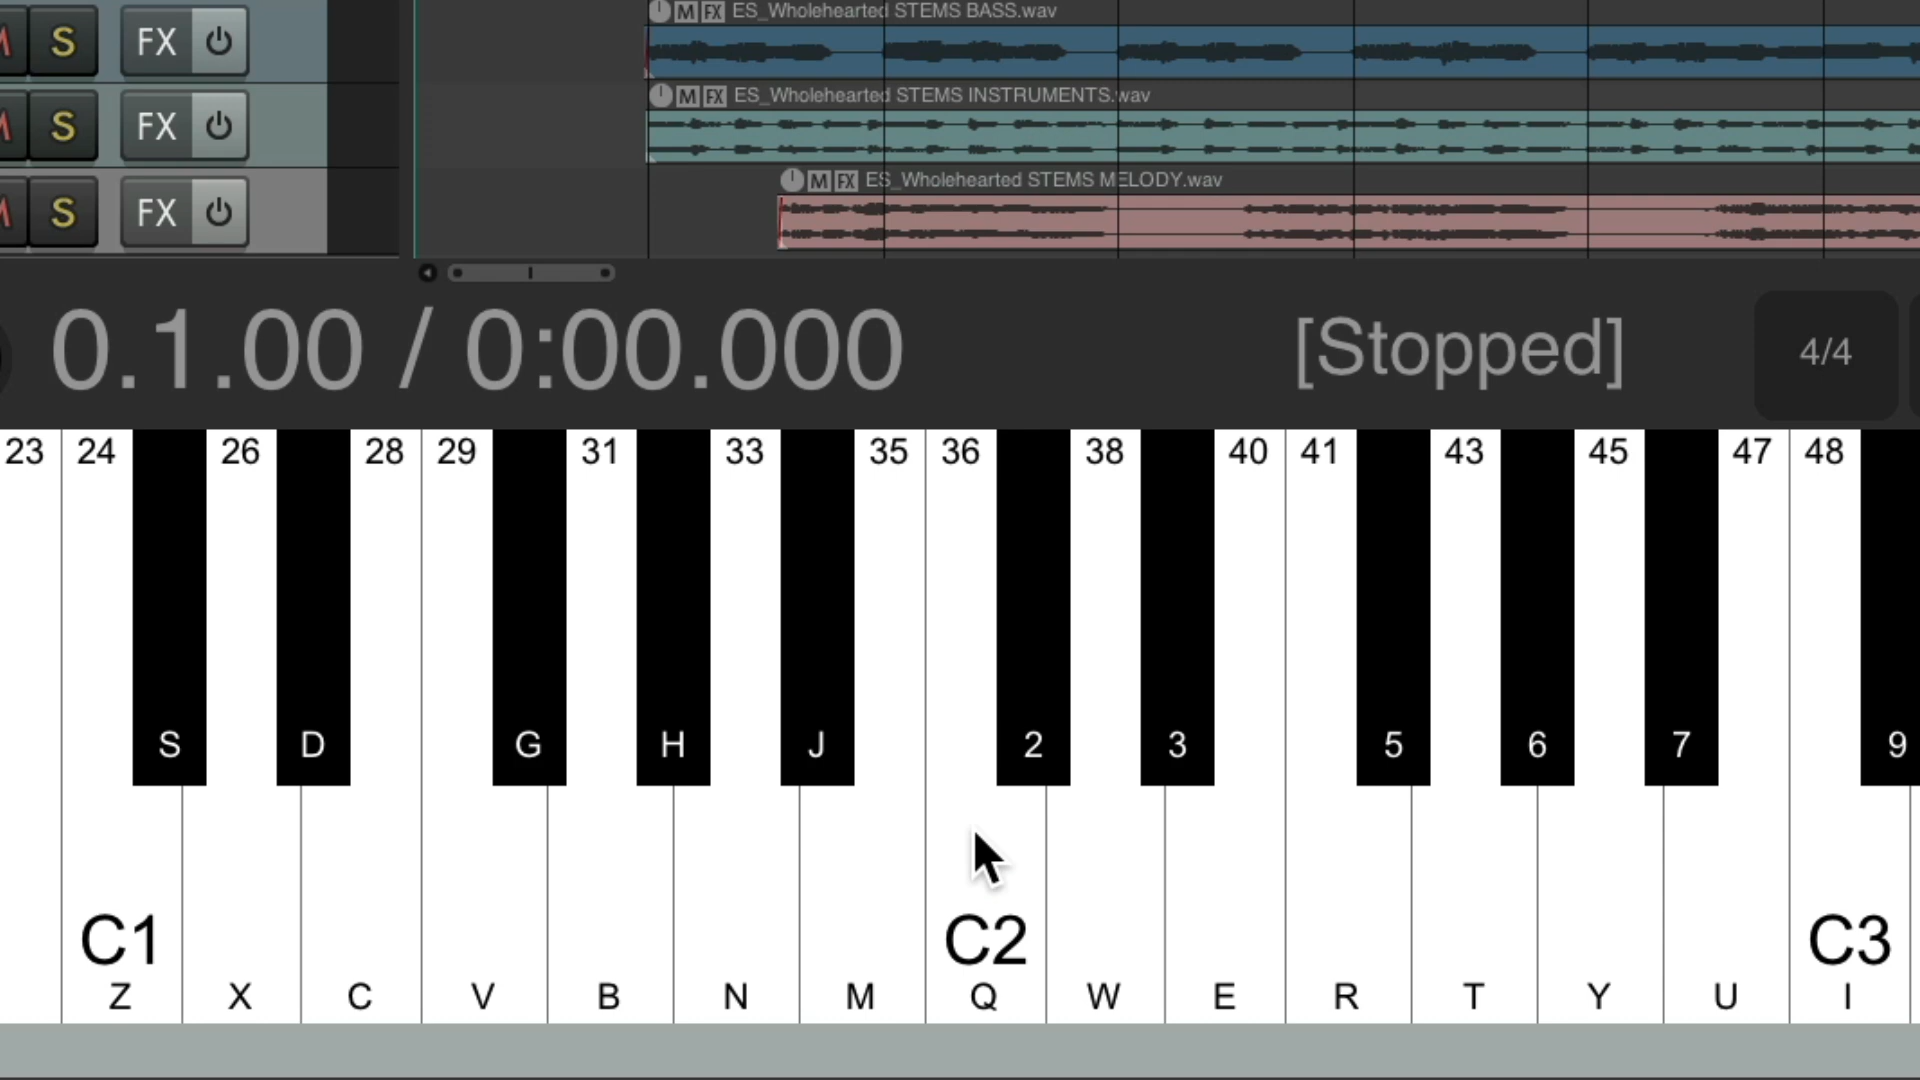 M FX ES_Wholehearted STEMS BASS.wav
S FX
M FX ES_Wholehearted STEMS INSTRUMENTS.wav
S FX
M FX ES_Wholehearted STEMS MELODY.wav
S FX
0.1.00 / 0:00.000 [Stopped] 4/4
23 24 26 28 29 31 33 35 36 38 40 41 43 45 47 48
S D G H J 2 3 5 6 7 9
C1 C2 C3
Z X C V B N M Q W E R T Y U I